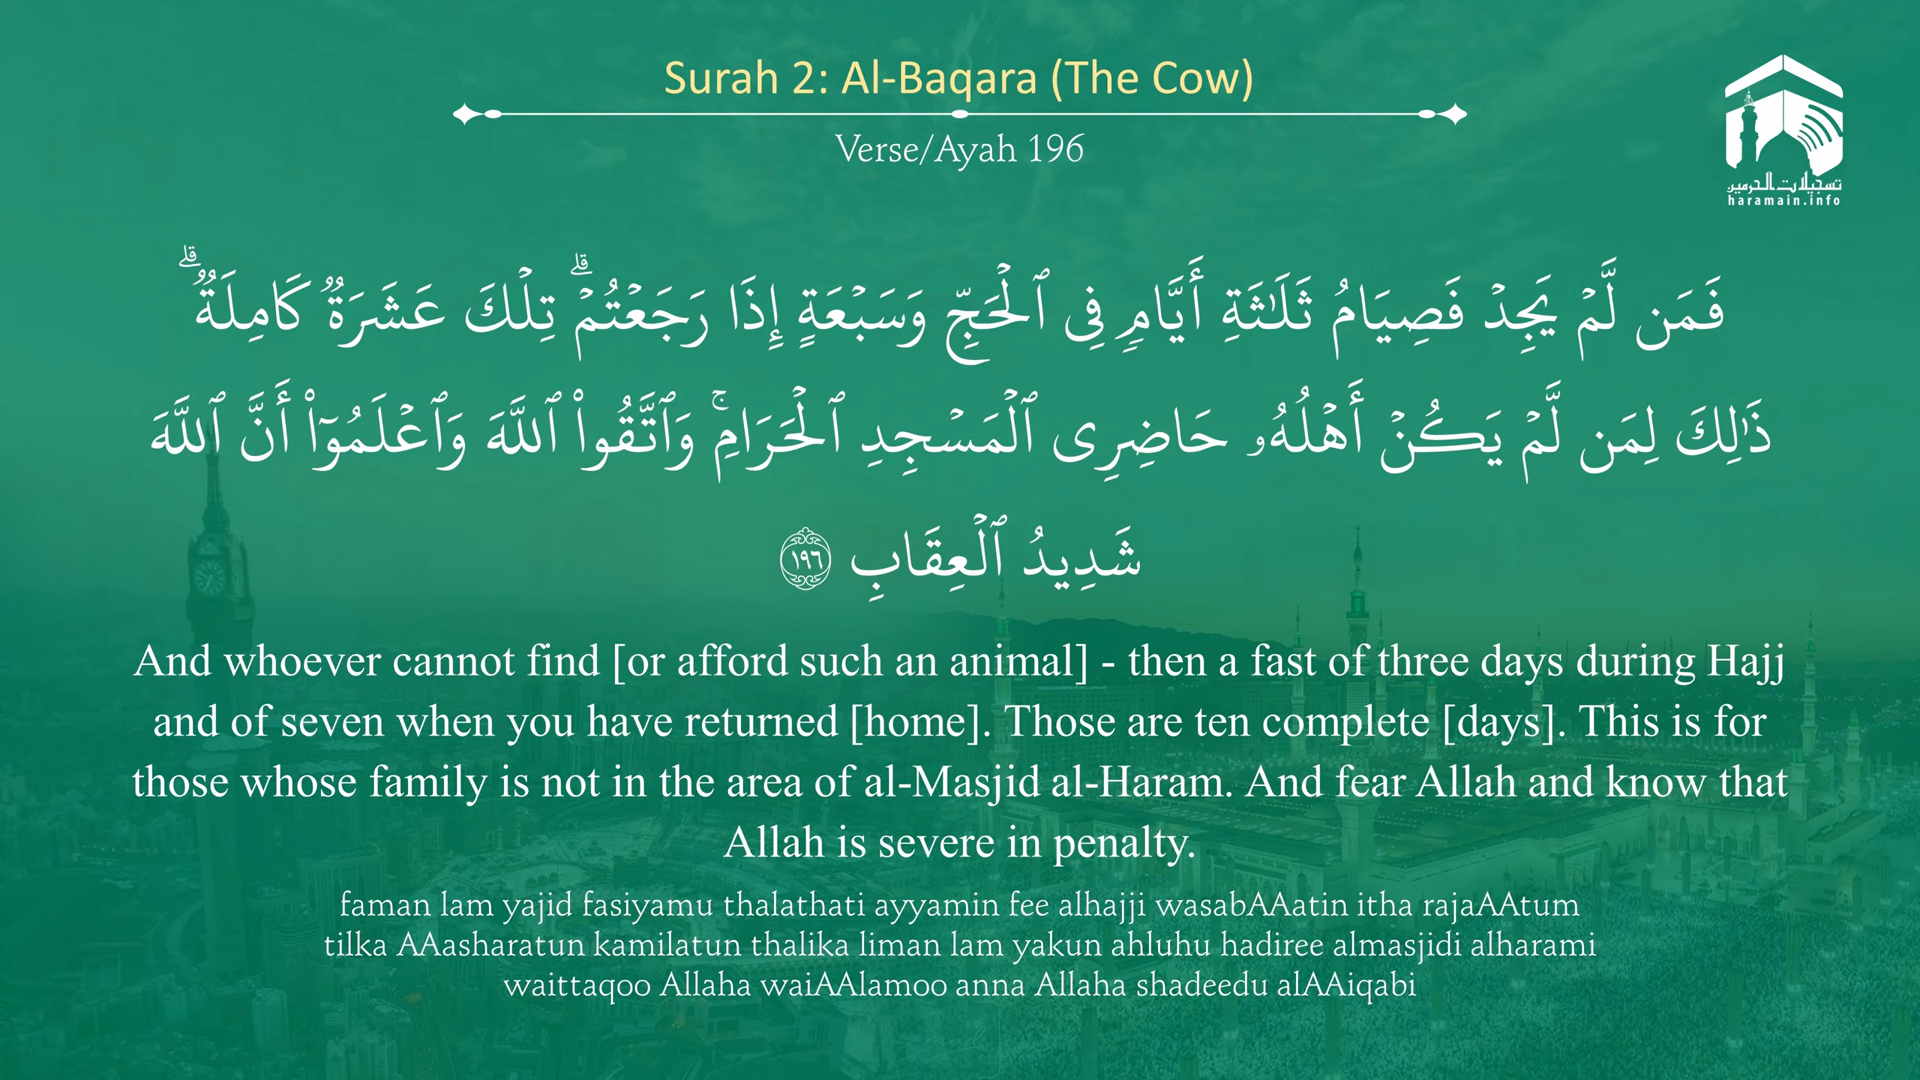 Surah 2: Al-Baqara (The Cow)
Verse/Ayah 196
تسجيلات الحرمين
haramain.info
فَمَن لَّمْ يَجِدْ فَصِيَامُ ثَلَـٰثَةِ أَيَّامٍ فِى ٱلْحَجِّ وَسَبْعَةٍ إِذَا رَجَعْتُمْ ۗ تِلْكَ عَشَرَةٌ كَامِلَةٌ ۗ
ذَٰلِكَ لِمَن لَّمْ يَكُنْ أَهْلُهُۥ حَاضِرِى ٱلْمَسْجِدِ ٱلْحَرَامِ ۚ وَٱتَّقُوا۟ ٱللَّهَ وَٱعْلَمُوٓا۟ أَنَّ ٱللَّهَ
شَدِيدُ ٱلْعِقَابِ ١٩٦
And whoever cannot find [or afford such an animal] - then a fast of three days during Hajj
and of seven when you have returned [home]. Those are ten complete [days]. This is for
those whose family is not in the area of al-Masjid al-Haram. And fear Allah and know that
Allah is severe in penalty.
faman lam yajid fasiyamu thalathati ayyamin fee alhajji wasabAAatin itha rajaAAtum
tilka AAasharatun kamilatun thalika liman lam yakun ahluhu hadiree almasjidi alharami
waittaqoo Allaha waiAAlamoo anna Allaha shadeedu alAAiqabi